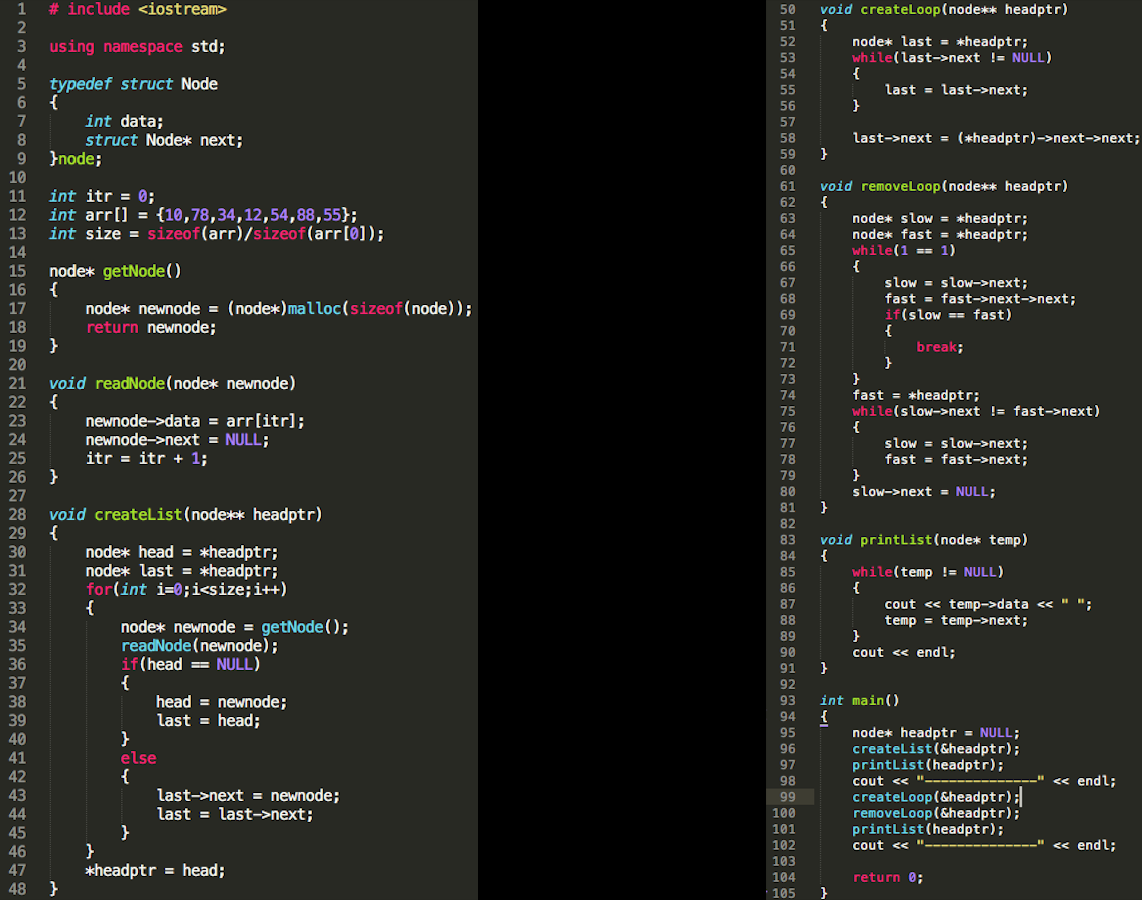 1 # include <iostream>
2
3 using namespace std;
4
5 typedef struct Node
6 {
7 int data;
8 struct Node* next;
9 }node;
10
11 int itr = 0;
12 int arr[] = {10,78,34,12,54,88,55};
13 int size = sizeof(arr)/sizeof(arr[0]);
14
15 node* getNode()
16 {
17 node* newnode = (node*)malloc(sizeof(node));
18 return newnode;
19 }
20
21 void readNode(node* newnode)
22 {
23 newnode->data = arr[itr];
24 newnode->next = NULL;
25 itr = itr + 1;
26 }
27
28 void createList(node** headptr)
29 {
30 node* head = *headptr;
31 node* last = *headptr;
32 for(int i=0;i<size;i++)
33 {
34 node* newnode = getNode();
35 readNode(newnode);
36 if(head == NULL)
37 {
38 head = newnode;
39 last = head;
40 }
41 else
42 {
43 last->next = newnode;
44 last = last->next;
45 }
46 }
47 *headptr = head;
48 }
50 void createLoop(node** headptr)
51 {
52 node* last = *headptr;
53 while(last->next != NULL)
54 {
55 last = last->next;
56 }
57
58 last->next = (*headptr)->next->next;
59 }
60
61 void removeLoop(node** headptr)
62 {
63 node* slow = *headptr;
64 node* fast = *headptr;
65 while(1 == 1)
66 {
67 slow = slow->next;
68 fast = fast->next->next;
69 if(slow == fast)
70 {
71 break;
72 }
73 }
74 fast = *headptr;
75 while(slow->next != fast->next)
76 {
77 slow = slow->next;
78 fast = fast->next;
79 }
80 slow->next = NULL;
81 }
82
83 void printList(node* temp)
84 {
85 while(temp != NULL)
86 {
87 cout << temp->data << " ";
88 temp = temp->next;
89 }
90 cout << endl;
91 }
92
93 int main()
94 {
95 node* headptr = NULL;
96 createList(&headptr);
97 printList(headptr);
98 cout << "--------------" << endl;
99 createLoop(&headptr);
100 removeLoop(&headptr);
101 printList(headptr);
102 cout << "--------------" << endl;
103
104 return 0;
105 }